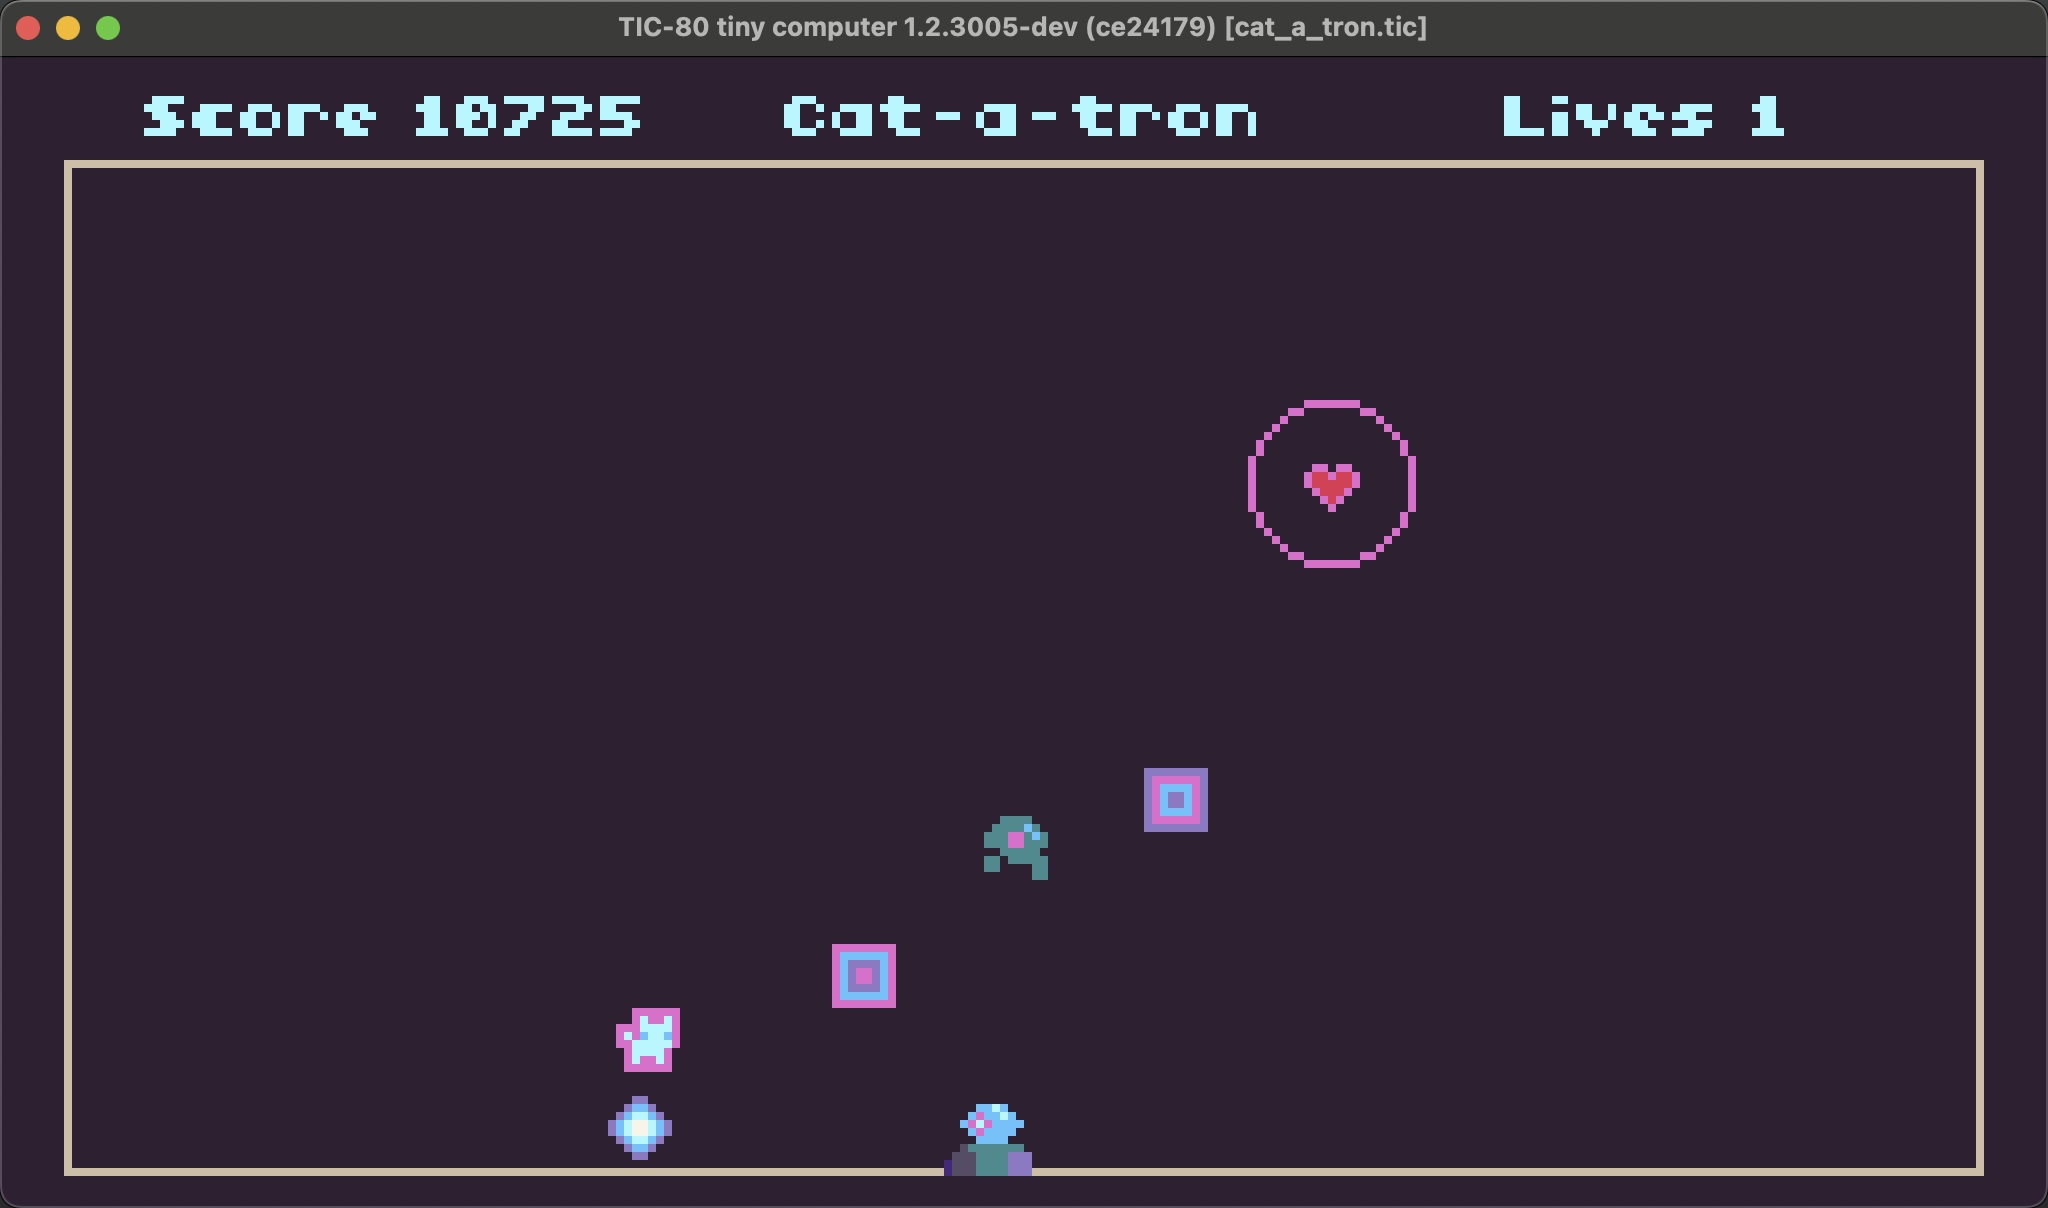 TIC-80 tiny computer 1.2.3005-dev (ce24179) [cat_a_tron.tic]
Score 10725 Cat-a-tron Lives 1